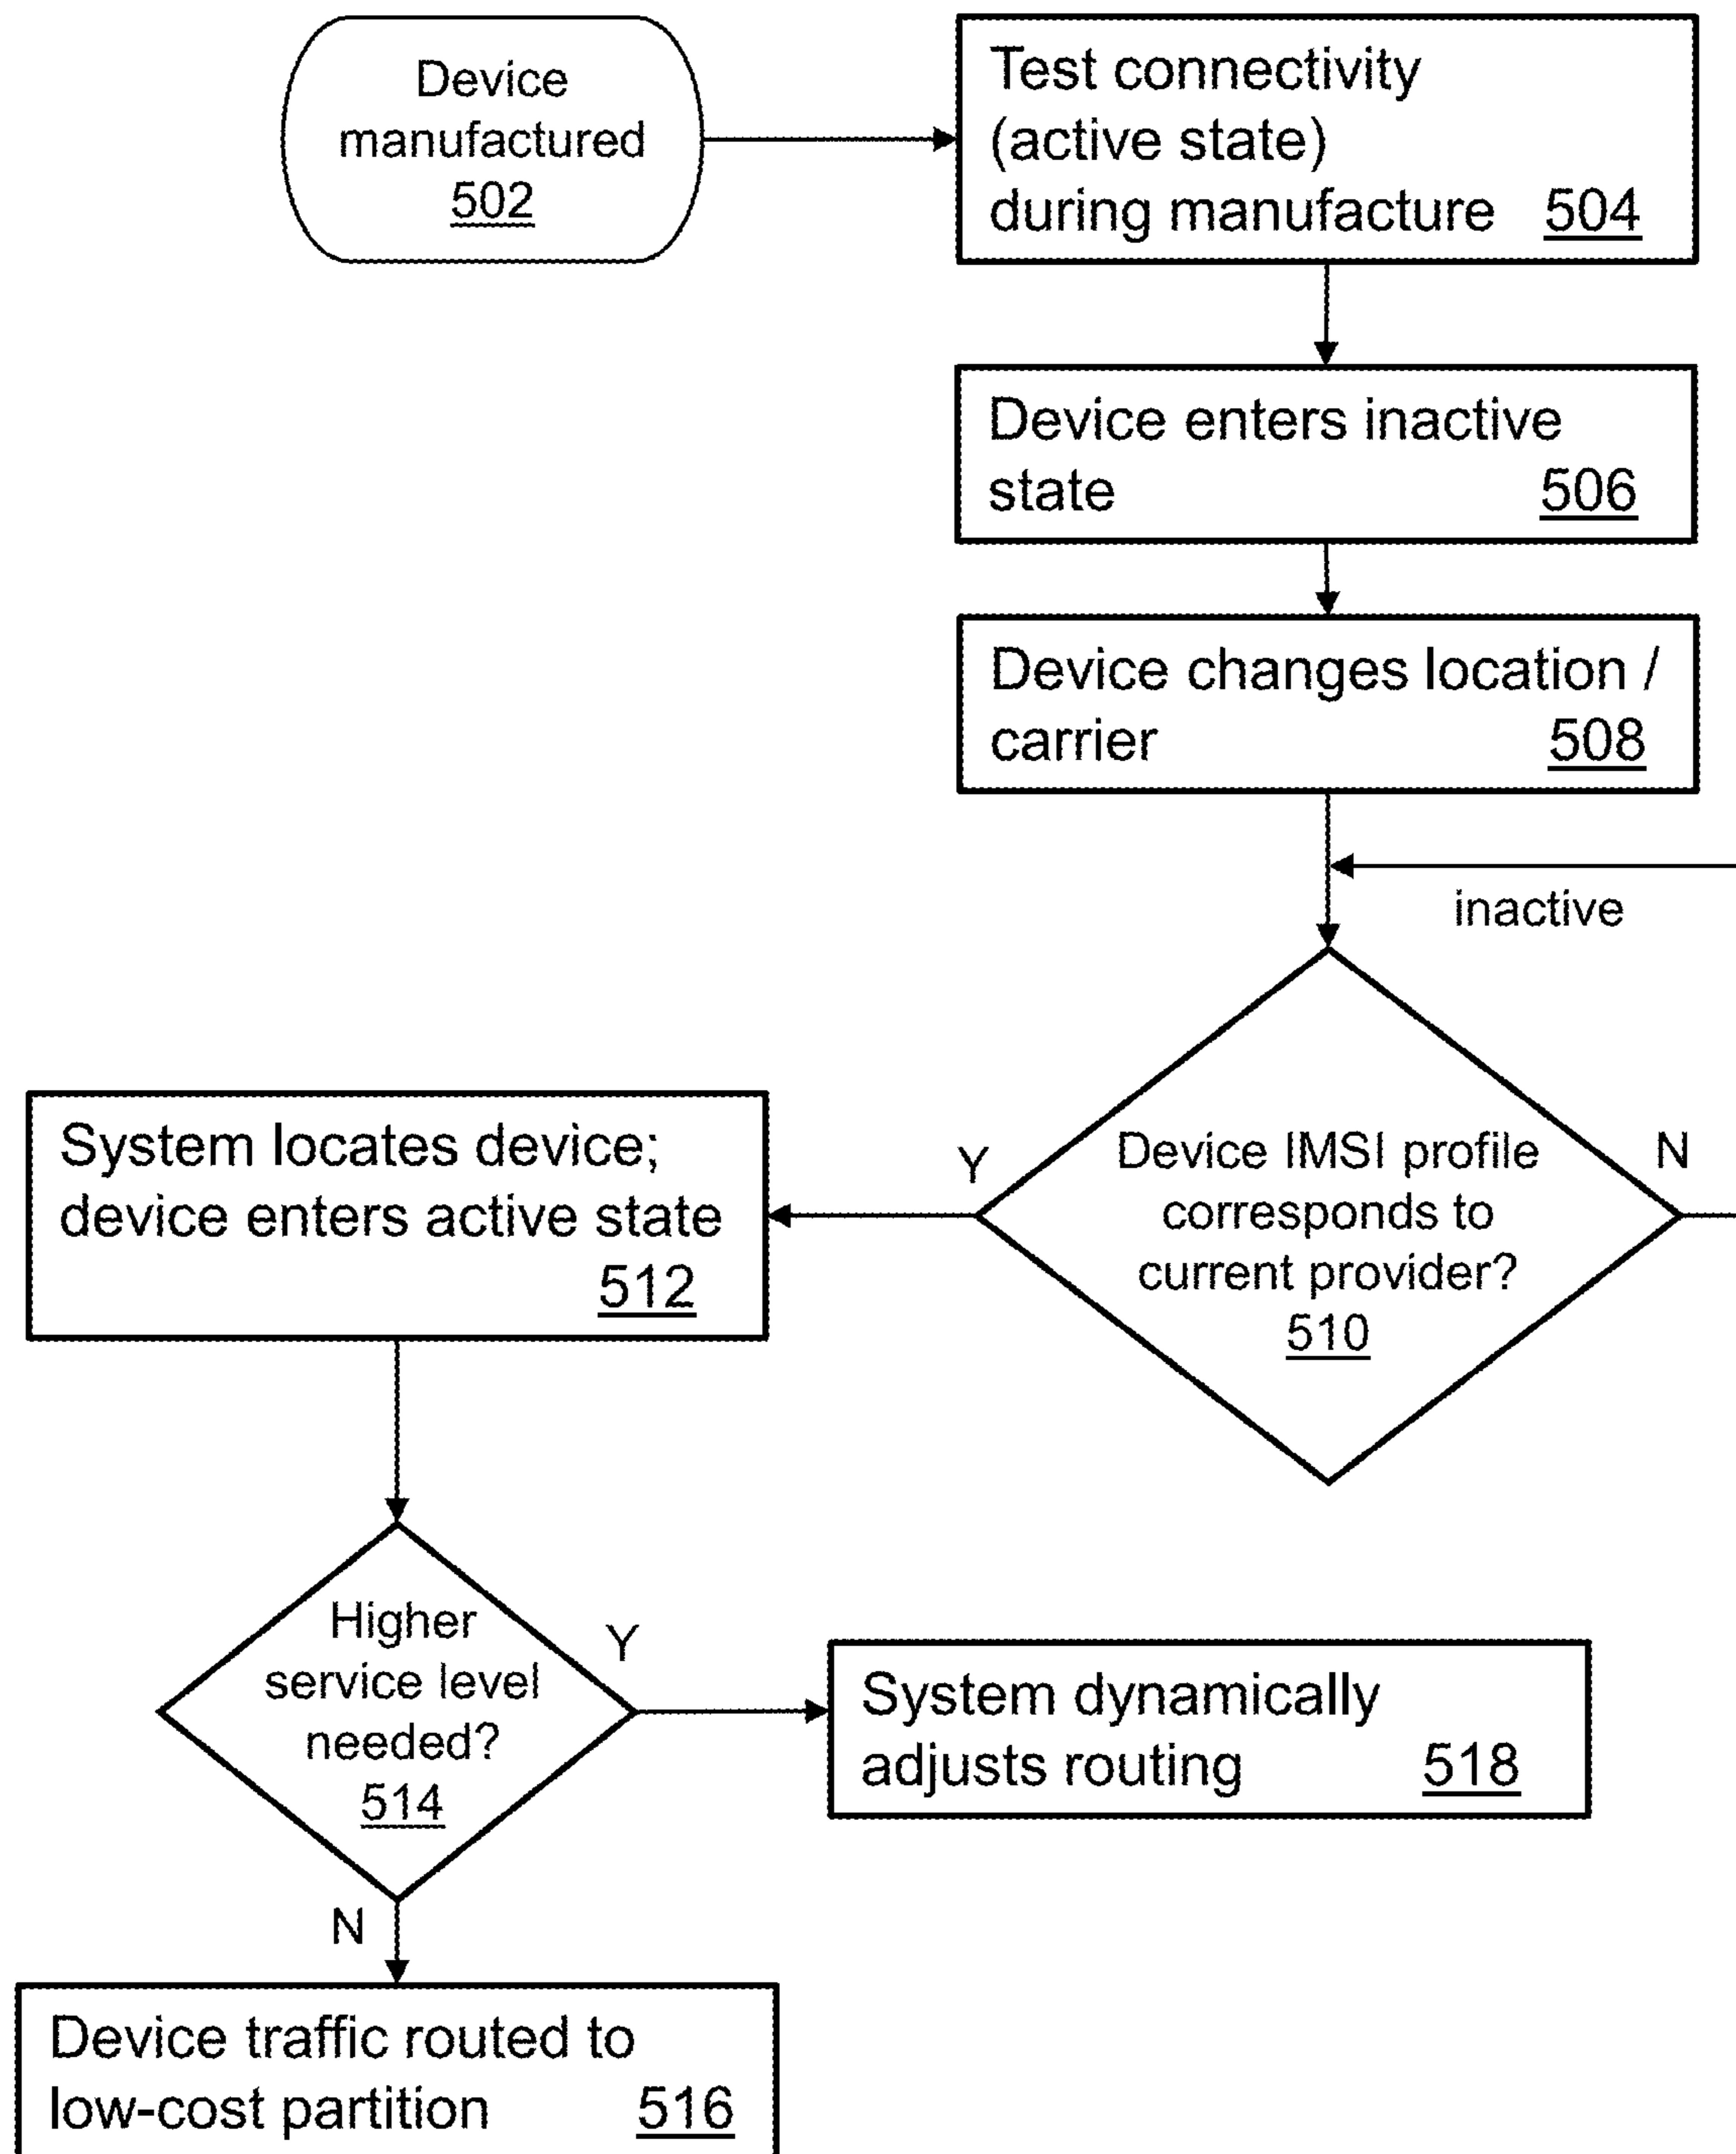 Device
manufactured
502
Test connectivity
(active state)
during manufacture 504
Device enters inactive
state 506
Device changes location /
carrier 508
inactive
Device IMSI profile
corresponds to
current provider?
510
Y
N
System locates device;
device enters active state
512
Higher
service level
needed?
514
Y
N
System dynamically
adjusts routing 518
Device traffic routed to
low-cost partition 516